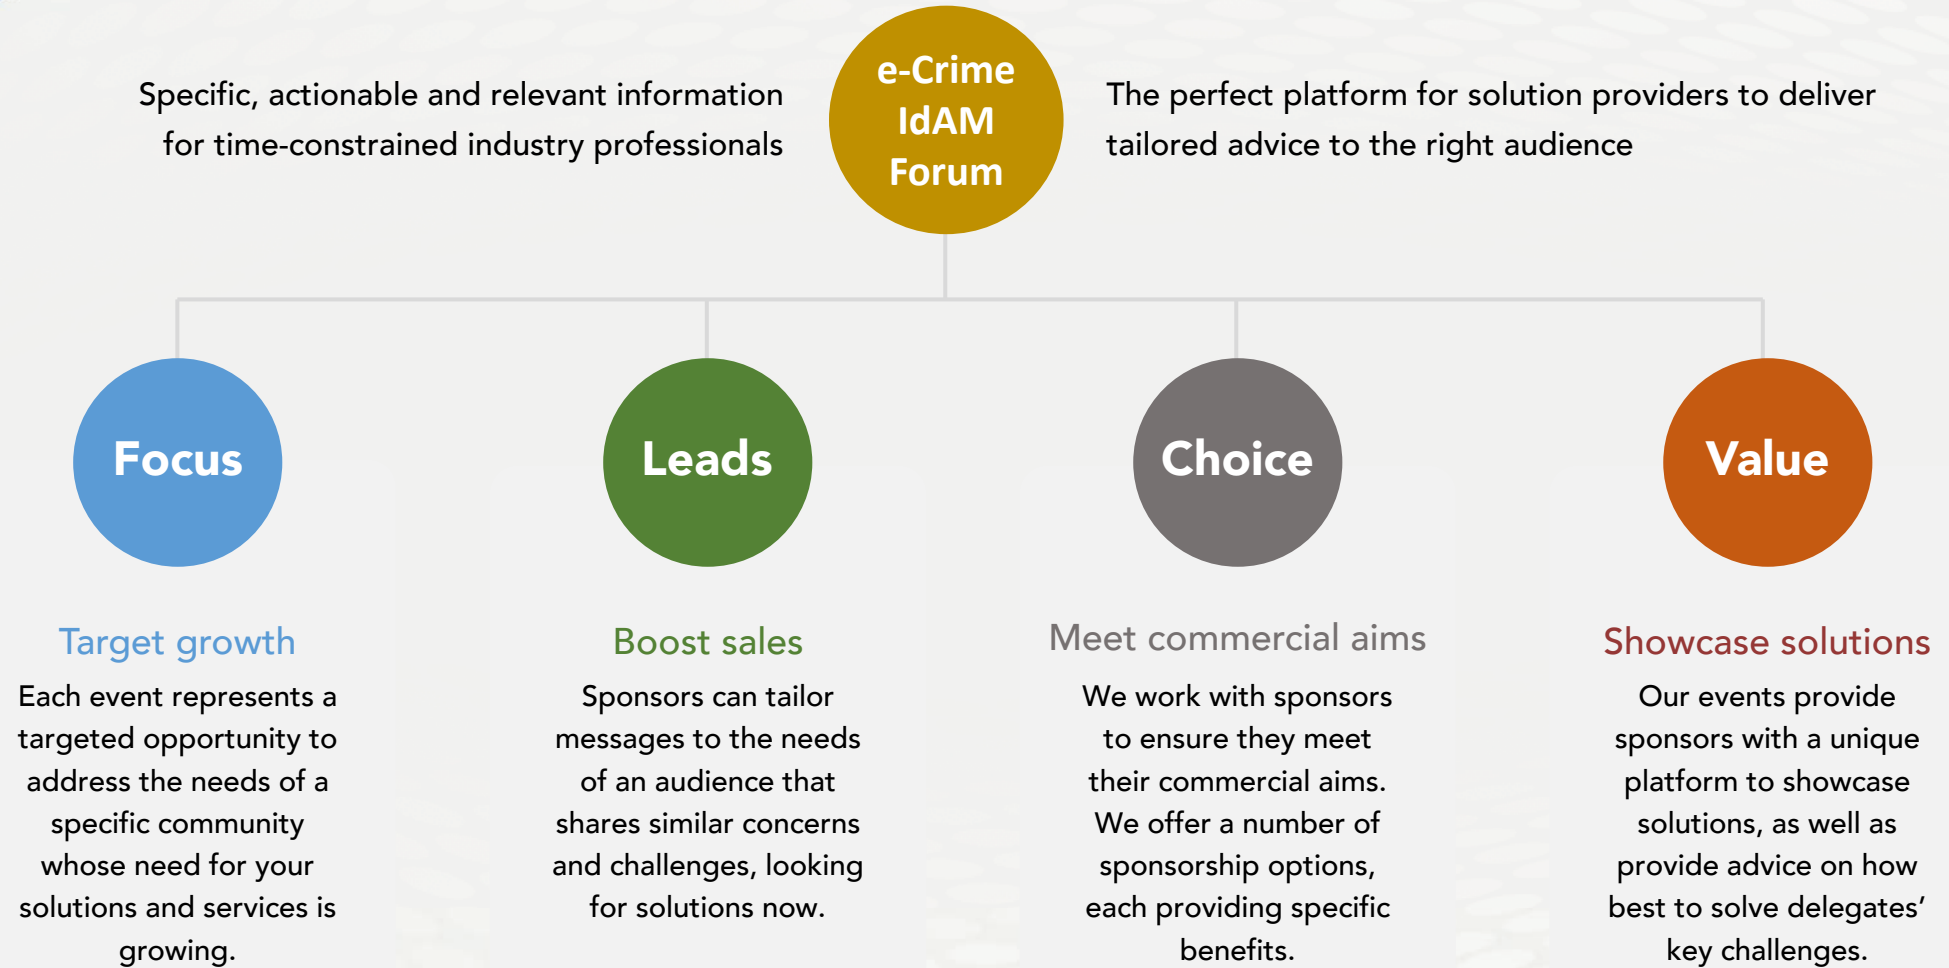 Specific, actionable and relevant information
for time-constrained industry professionals
e-Crime
IdAM
Forum
The perfect platform for solution providers to deliver
tailored advice to the right audience
Focus
Target growth
Each event represents a
targeted opportunity to
address the needs of a
specific community
whose need for your
solutions and services is
growing.
Leads
Boost sales
Sponsors can tailor
messages to the needs
of an audience that
shares similar concerns
and challenges, looking
for solutions now.
Choice
Meet commercial aims
We work with sponsors
to ensure they meet
their commercial aims.
We offer a number of
sponsorship options,
each providing specific
benefits.
Value
Showcase solutions
Our events provide
sponsors with a unique
platform to showcase
solutions, as well as
provide advice on how
best to solve delegates’
key challenges.